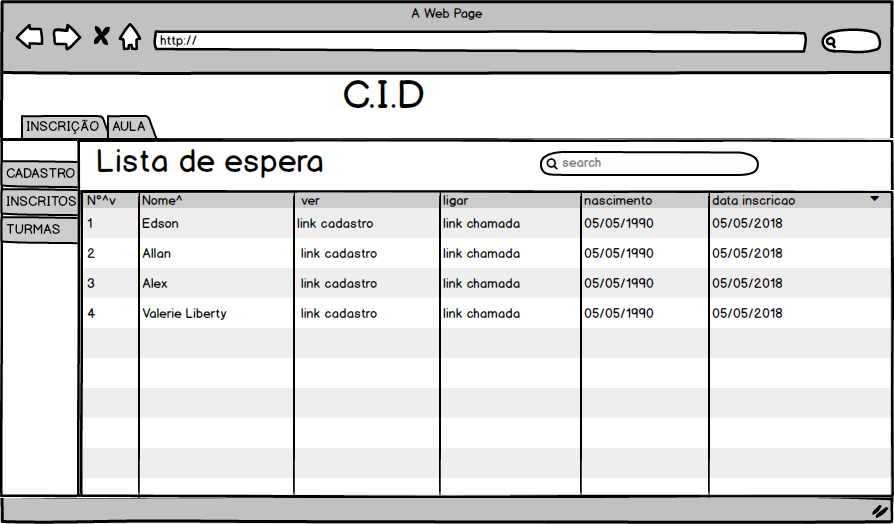 A Web Page
http://
C.I.D
INSCRIÇÃO AULA
Lista de espera search
CADASTRO
INSCRITOS
TURMAS
N°^v Nome^ ver ligar nascimento data inscricao
1 Edson link cadastro link chamada 05/05/1990 05/05/2018
2 Allan link cadastro link chamada 05/05/1990 05/05/2018
3 Alex link cadastro link chamada 05/05/1990 05/05/2018
4 Valerie Liberty link cadastro link chamada 05/05/1990 05/05/2018